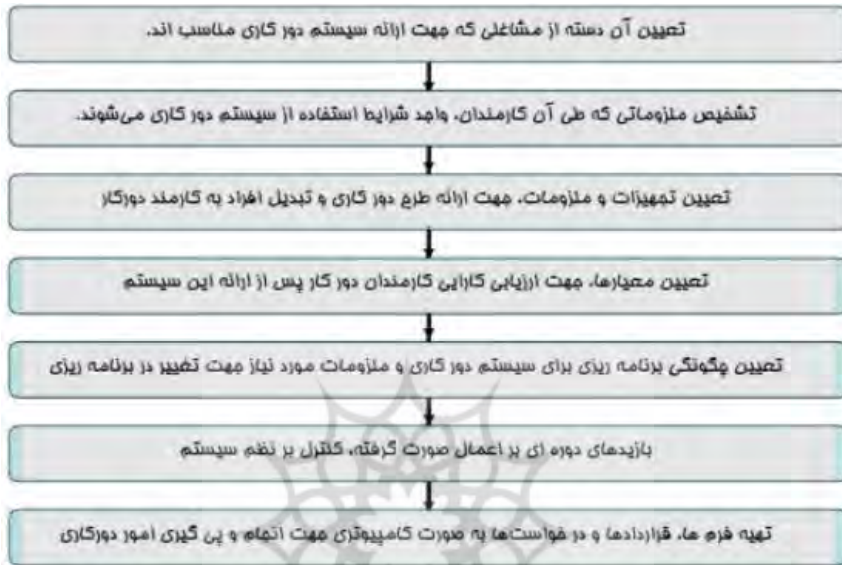 تعیین آن دسته از مشاغلی که جهت ارائه سیستم دور کاری مناسب اند.
تشخیص ملزوماتی که طی آن کارمندان، واجد شرایط استفاده از سیستم دور کاری می‌شوند.
تعیین تجهیزات و ملزومات، جهت ارائه طرح دور کاری و تبدیل افراد به کارمند دورکار
تعیین معیارها، جهت ارزیابی کارایی کارمندان دور کار پس از ارائه این سیستم
تعیین چگونگی برنامه ریزی برای سیستم دور کاری و ملزومات مورد نیاز جهت تغییر در برنامه ریزی
بازیدهای دوره ای بر اعمال صورت گرفته، کنترل بر نظم سیستم
تهیه فرم ها، قراردادها و در خواست‌ها به صورت کامپیوتری جهت انجام و پی گیری امور دورکاری